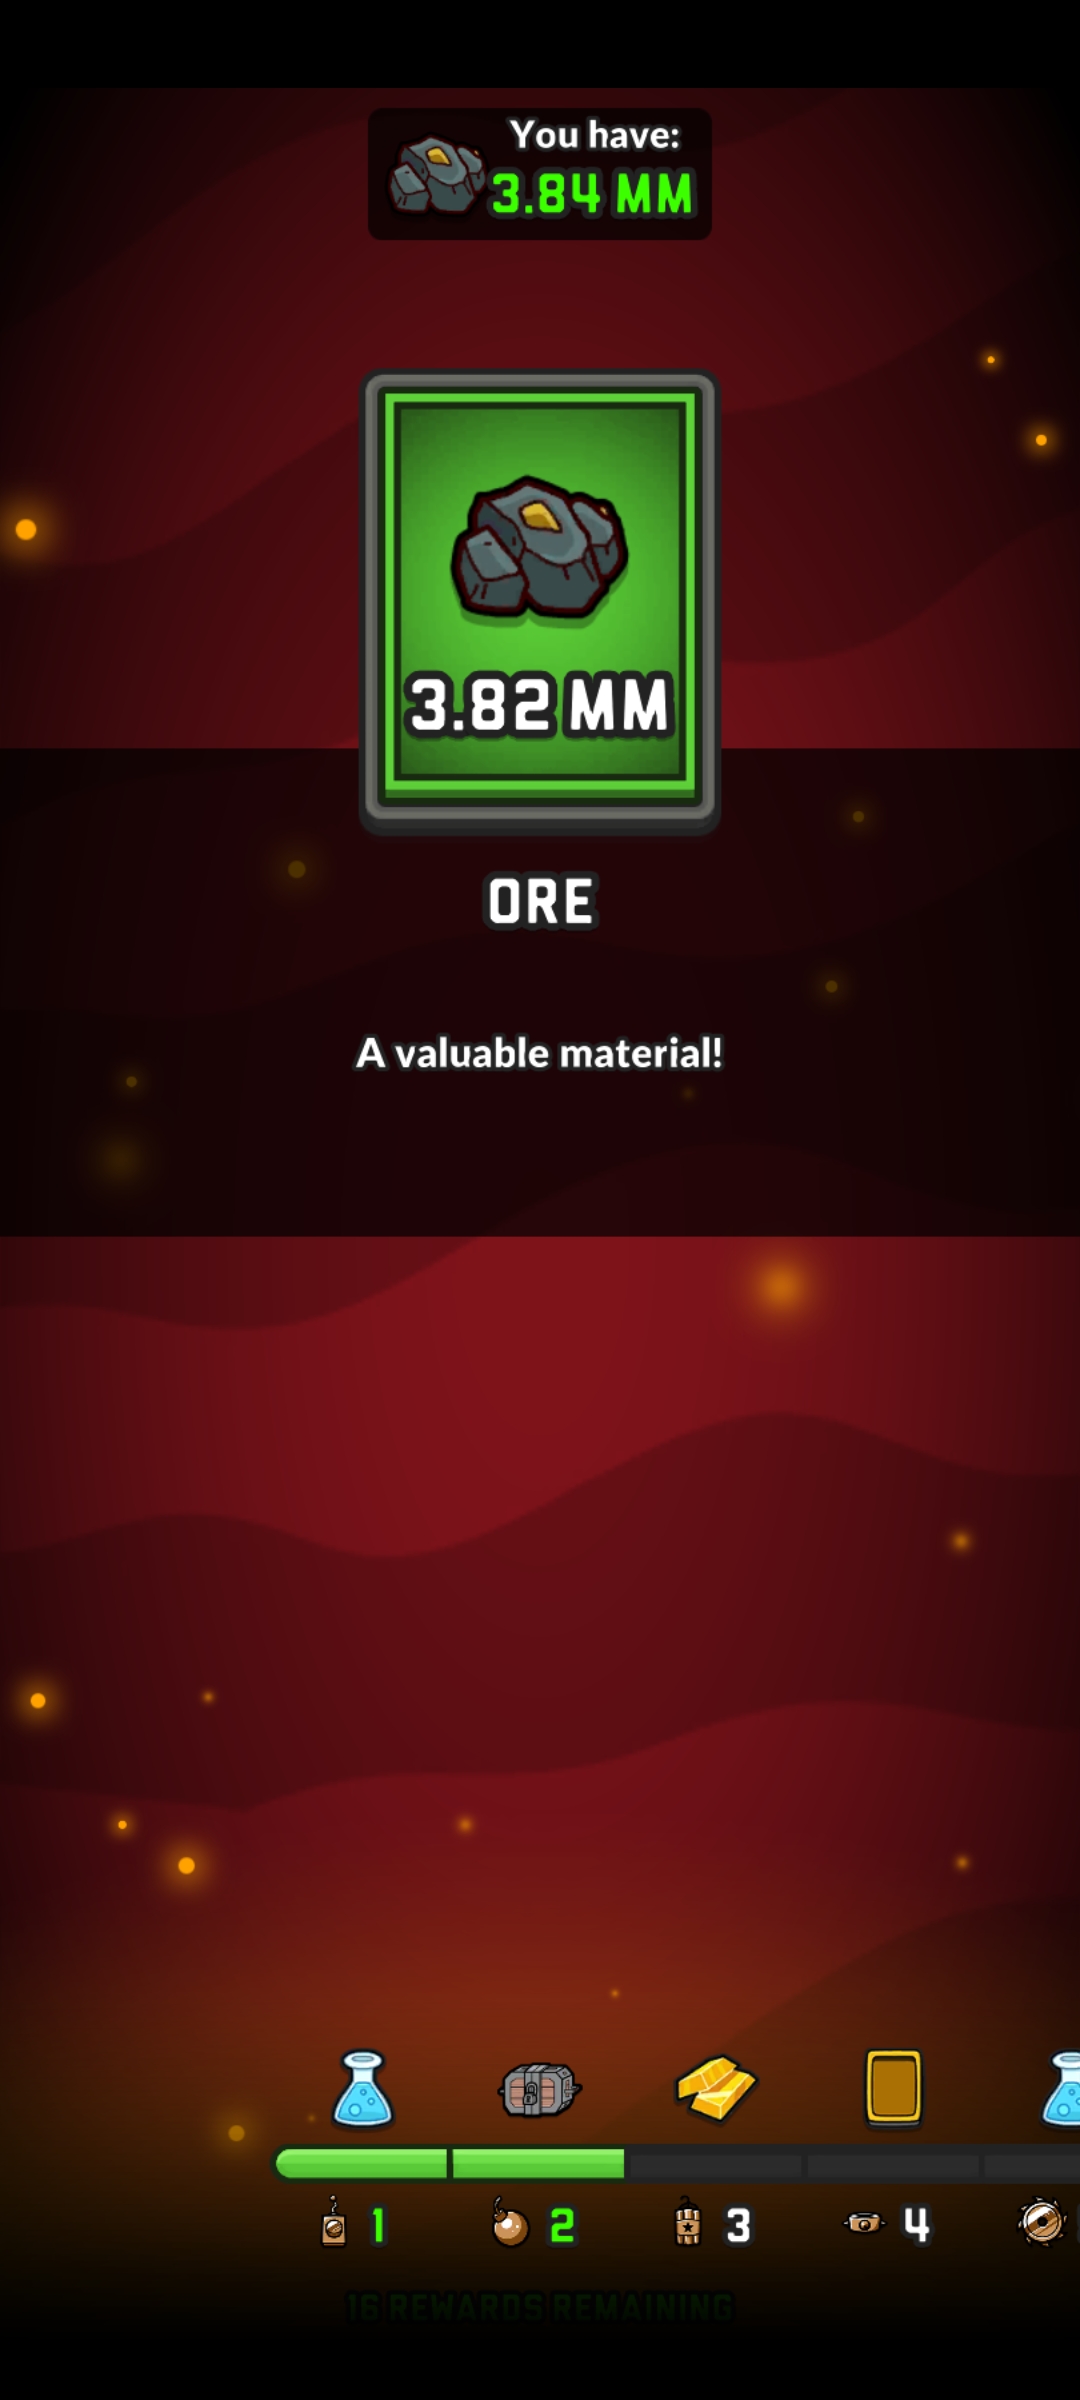 You have:
3.84 MM
3.82 MM
ORE
A valuable material!
1 2 3 4
16 REWARDS REMAINING